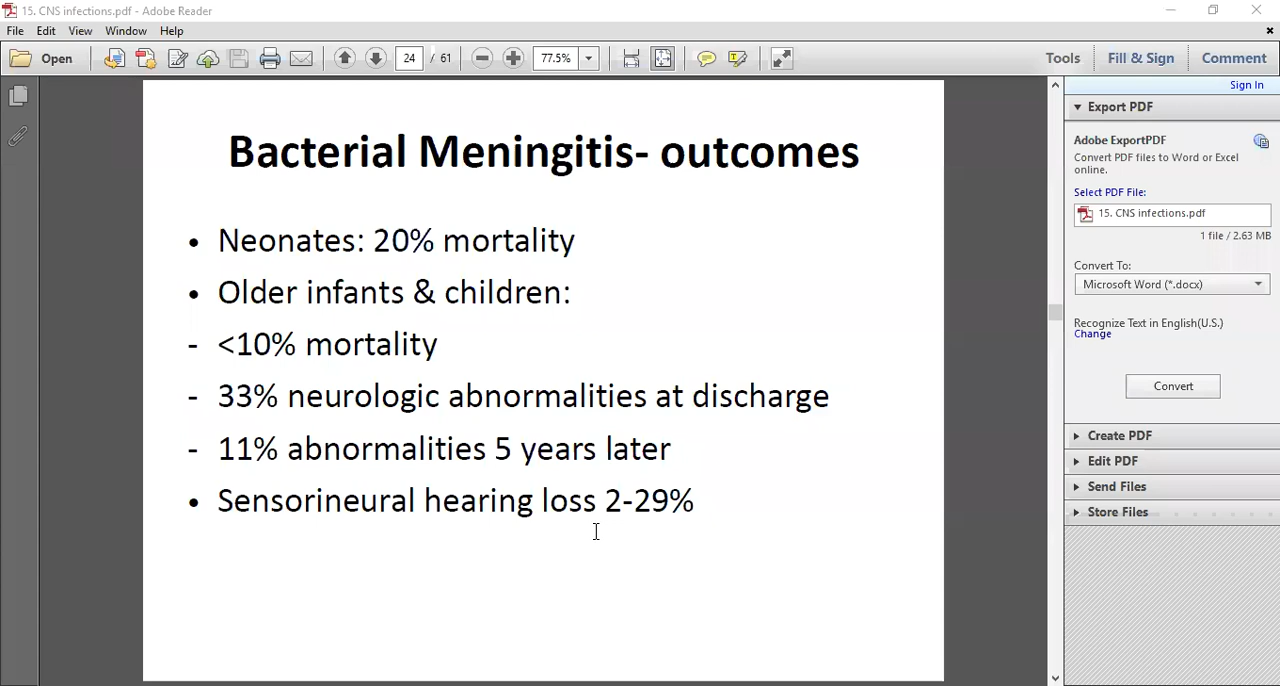 15. CNS infections.pdf - Adobe Reader
File Edit View Window Help
Open 24 / 61 77.5% Tools Fill & Sign Comment
Sign In
Bacterial Meningitis- outcomes
• Neonates: 20% mortality
• Older infants & children:
- <10% mortality
- 33% neurologic abnormalities at discharge
- 11% abnormalities 5 years later
• Sensorineural hearing loss 2-29%
Export PDF
Adobe ExportPDF
Convert PDF files to Word or Excel
online.
Select PDF File:
15. CNS infections.pdf
1 file / 2.63 MB
Convert To:
Microsoft Word (*.docx)
Recognize Text in English(U.S.)
Change
Convert
Create PDF
Edit PDF
Send Files
Store Files